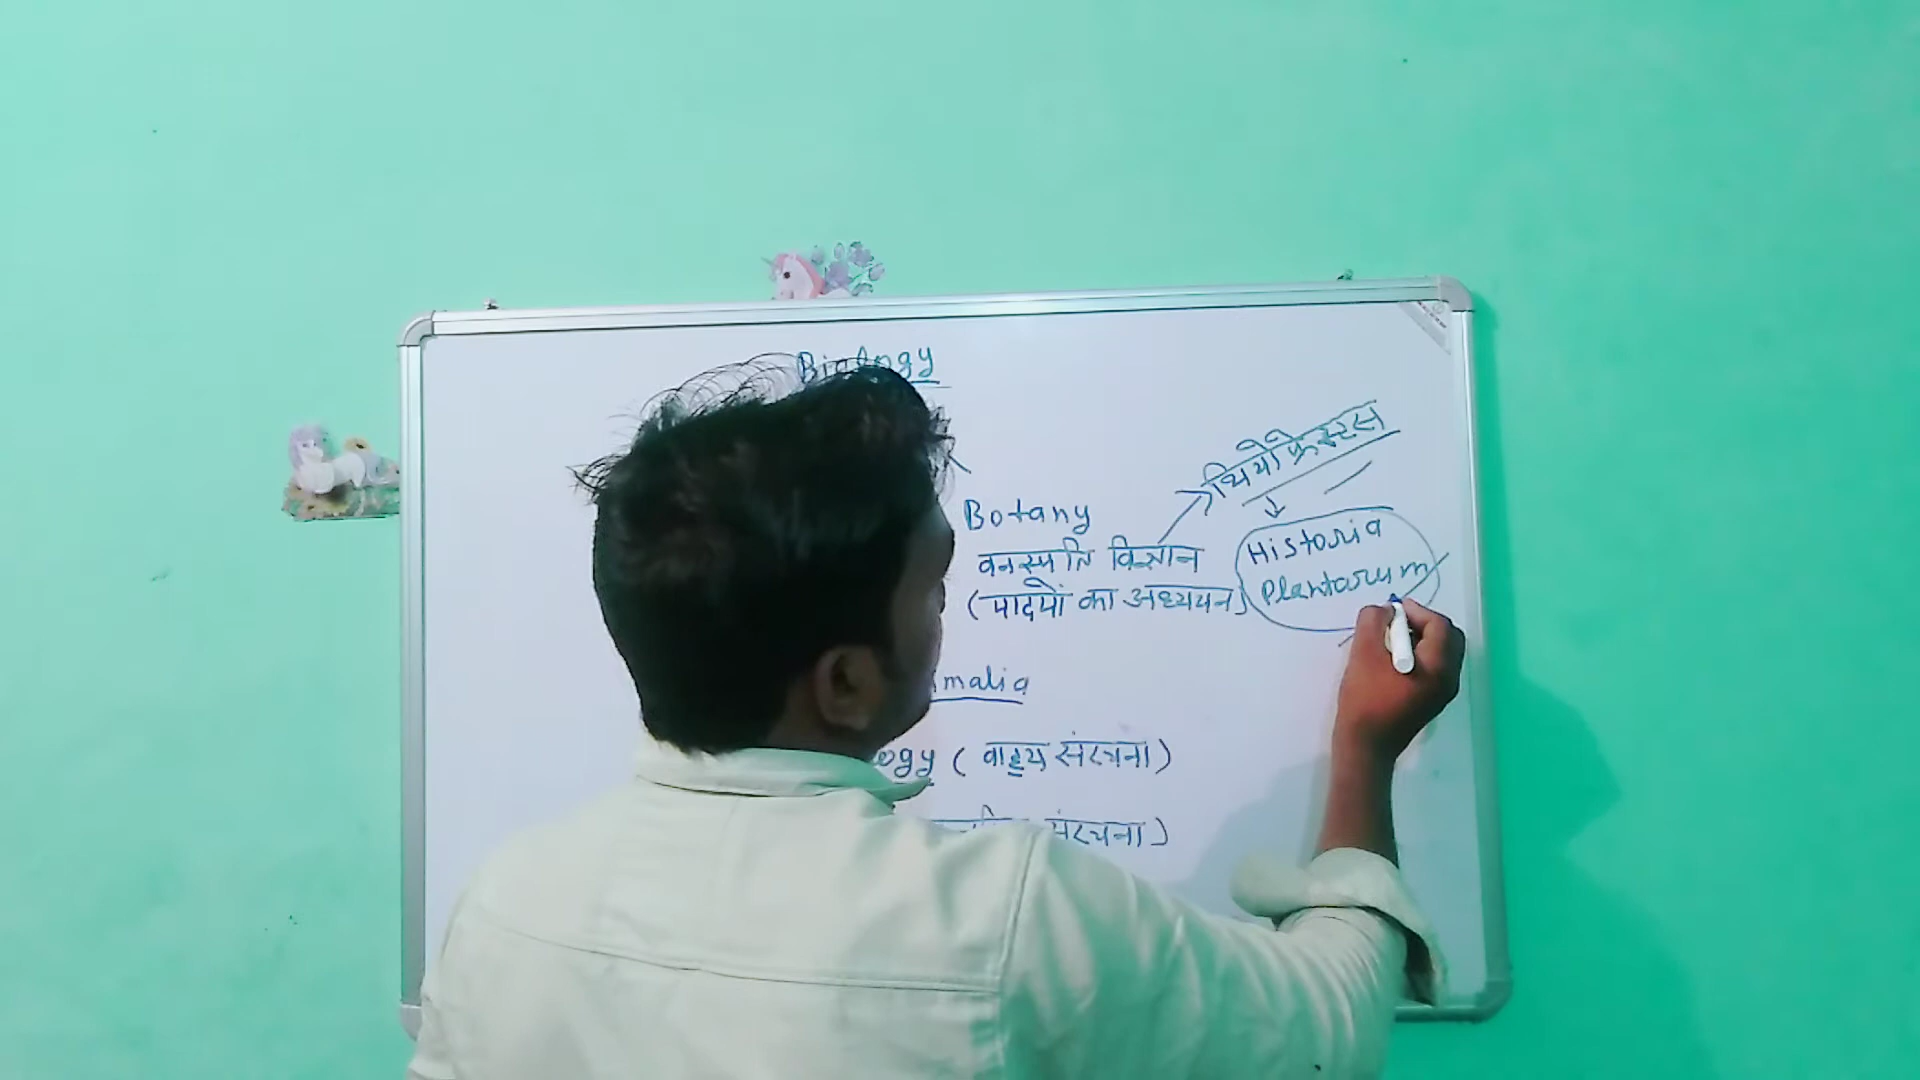 Biology
थियोफ्रेस्टस
Botany
वनस्पति विज्ञान
(पादपों का अध्ययन)
Historia
Plantarum
malia
ogy (वाह्य संरचना)
संरचना)